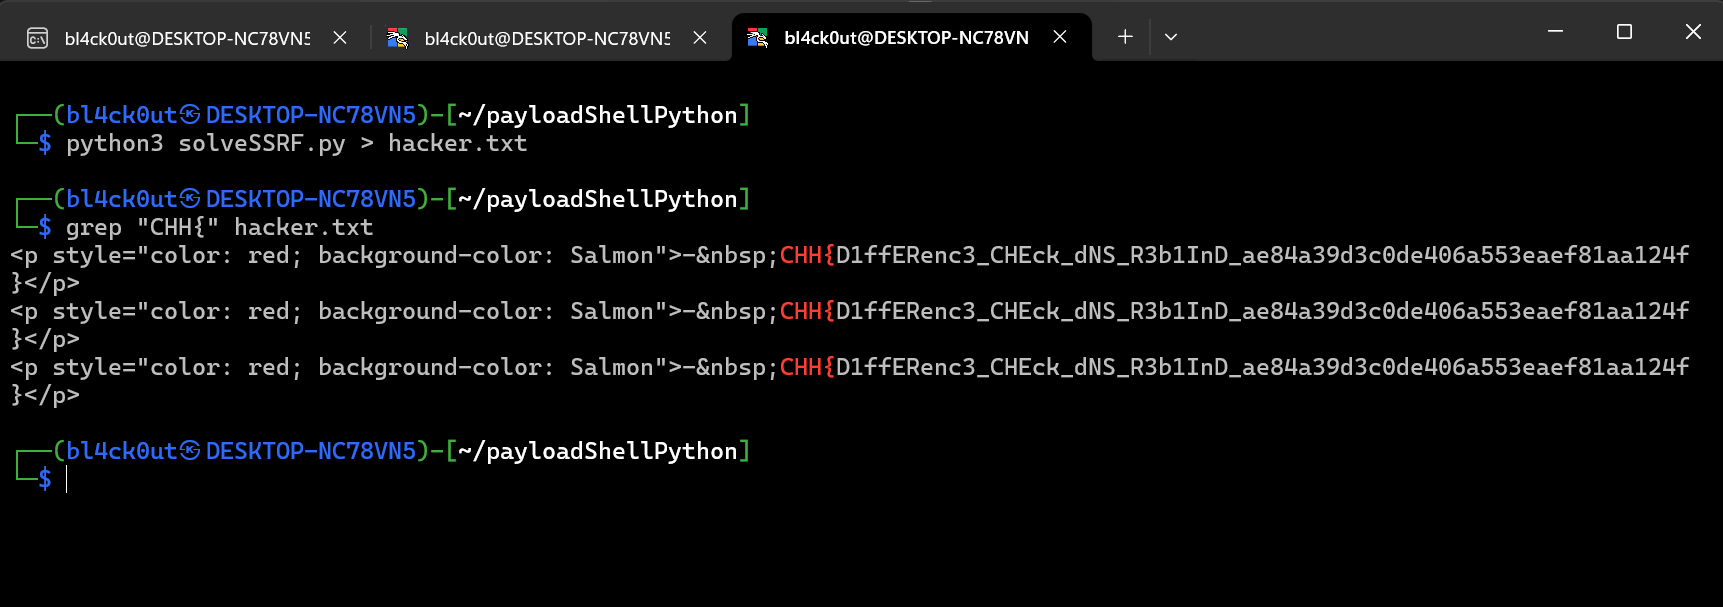 bl4ck0ut@DESKTOP-NC78VN5 bl4ck0ut@DESKTOP-NC78VN5 bl4ck0ut@DESKTOP-NC78VN
┌──(bl4ck0ut㉿DESKTOP-NC78VN5)-[~/payloadShellPython]
└─$ python3 solveSSRF.py > hacker.txt
┌──(bl4ck0ut㉿DESKTOP-NC78VN5)-[~/payloadShellPython]
└─$ grep "CHH{" hacker.txt
<p style="color: red; background-color: Salmon">-&nbsp;CHH{D1ffERenc3_CHEck_dNS_R3b1InD_ae84a39d3c0de406a553eaef81aa124f
}</p>
<p style="color: red; background-color: Salmon">-&nbsp;CHH{D1ffERenc3_CHEck_dNS_R3b1InD_ae84a39d3c0de406a553eaef81aa124f
}</p>
<p style="color: red; background-color: Salmon">-&nbsp;CHH{D1ffERenc3_CHEck_dNS_R3b1InD_ae84a39d3c0de406a553eaef81aa124f
}</p>
┌──(bl4ck0ut㉿DESKTOP-NC78VN5)-[~/payloadShellPython]
└─$